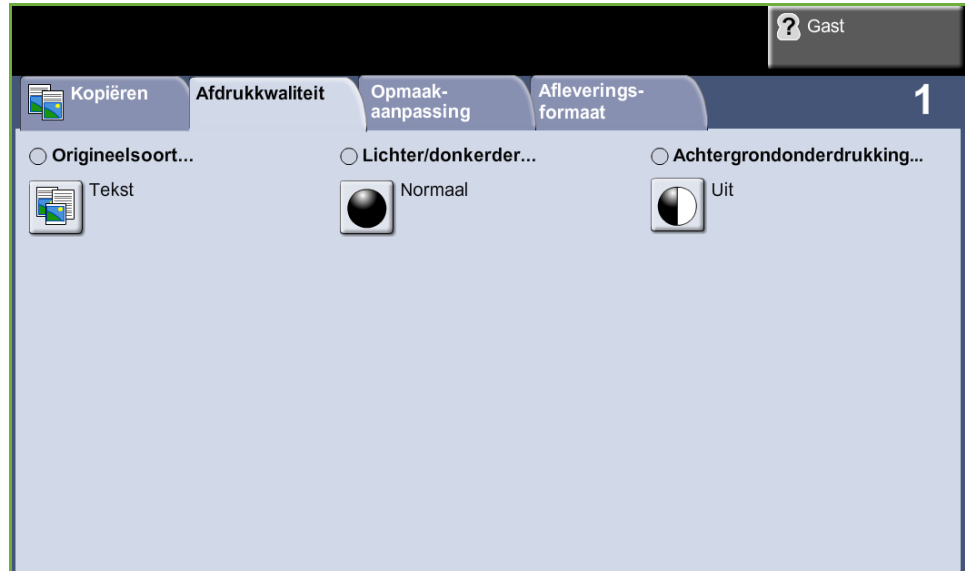 Gast
Kopiëren
Afdrukkwaliteit
Opmaak-
aanpassing
Afleverings-
formaat
1
Origineelsoort...
Lichter/donkerder...
Achtergrondonderdrukking...
Tekst
Normaal
Uit